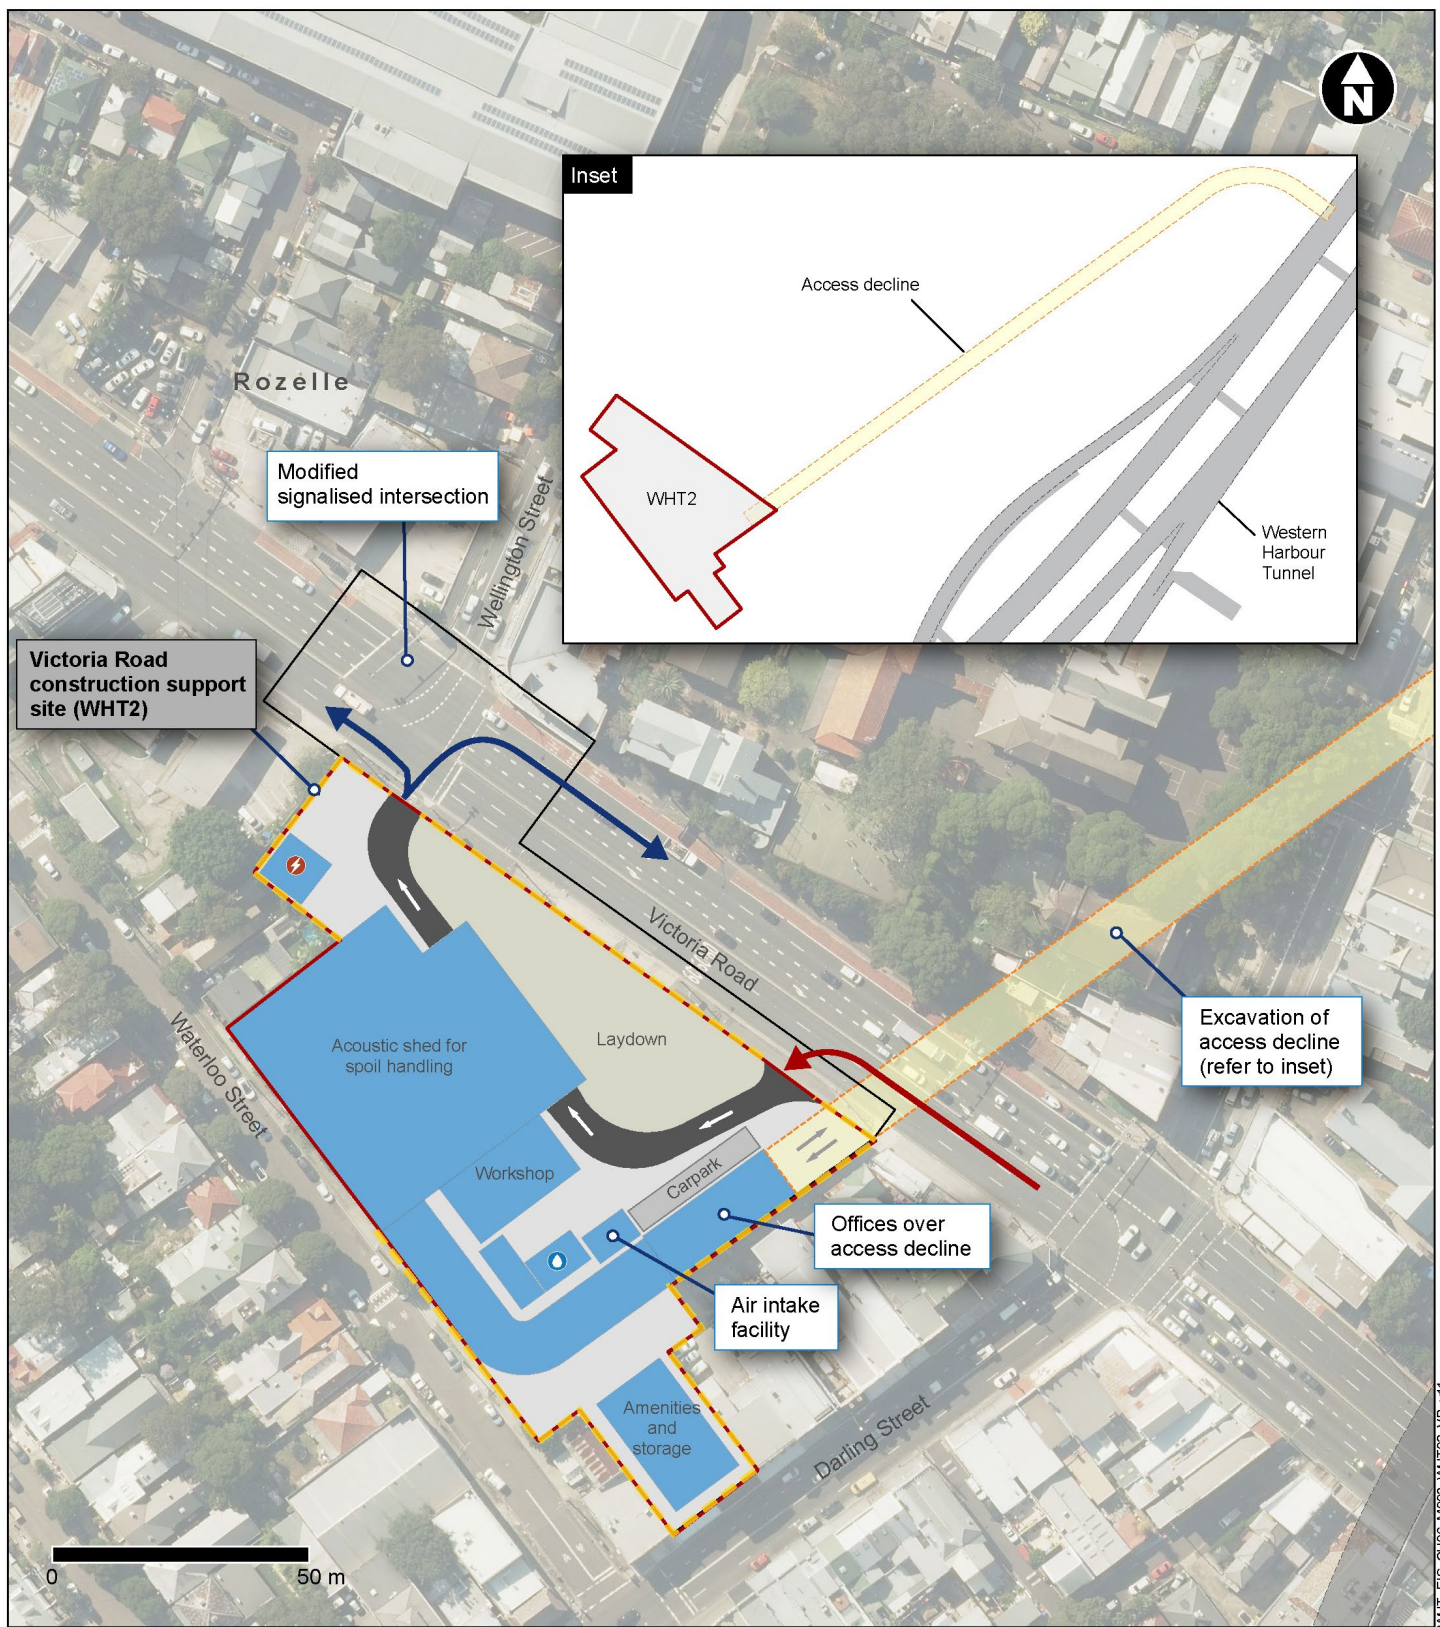 N
Inset
Access decline
WHT2
Western
Harbour
Tunnel
Rozelle
Modified
signalised intersection
Wellington Street
Victoria Road
construction support
site (WHT2)
Victoria Road
Laydown
Acoustic shed for
spoil handling
Waterloo Street
Excavation of
access decline
(refer to inset)
Workshop
Carpark
Offices over
access decline
Air intake
facility
Amenities
and
storage
Darling Street
0
50 m